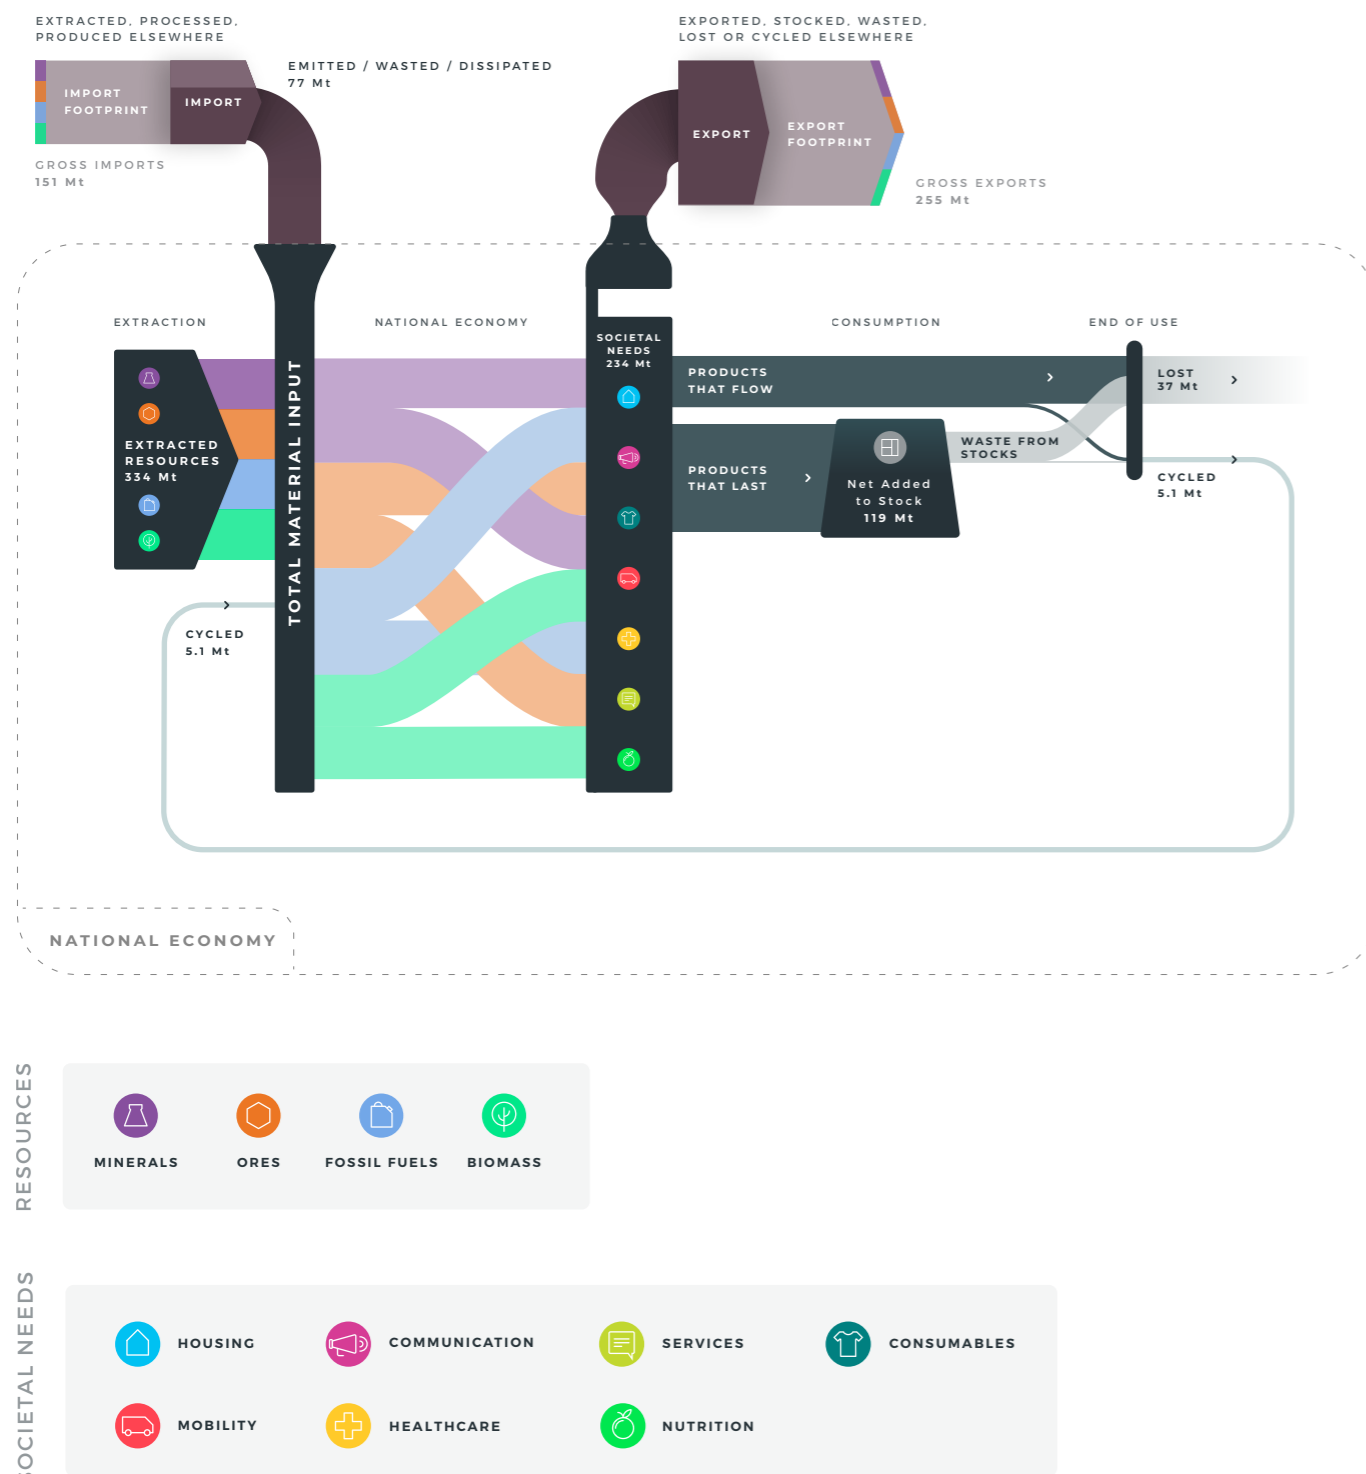 EXTRACTED, PROCESSED,
PRODUCED ELSEWHERE
IMPORT
FOOTPRINT
IMPORT
GROSS IMPORTS
151 Mt
EMITTED / WASTED / DISSIPATED
77 Mt
EXPORTED, STOCKED, WASTED,
LOST OR CYCLED ELSEWHERE
EXPORT
EXPORT
FOOTPRINT
GROSS EXPORTS
255 Mt
EXTRACTION
NATIONAL ECONOMY
CONSUMPTION
END OF USE
EXTRACTED
RESOURCES
334 Mt
TOTAL MATERIAL INPUT
SOCIETAL
NEEDS
234 Mt
PRODUCTS
THAT FLOW
PRODUCTS
THAT LAST
Net Added
to Stock
119 Mt
WASTE FROM
STOCKS
LOST
37 Mt
CYCLED
5.1 Mt
CYCLED
5.1 Mt
NATIONAL ECONOMY
RESOURCES
MINERALS
ORES
FOSSIL FUELS
BIOMASS
SOCIETAL NEEDS
HOUSING
COMMUNICATION
SERVICES
CONSUMABLES
MOBILITY
HEALTHCARE
NUTRITION